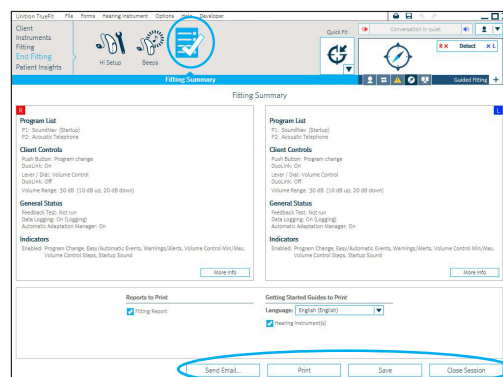 Unitron TrueFit File Forms Hearing Instrument Options Help Developer
Client
Instruments
Fitting
End Fitting
Patient Insights
HI Setup
Beeps
Quick Fit
Conversation in quiet
R X Detect X L
Fitting Summary
Guided Fitting +
Fitting Summary
R
Program List
P1: SoundNav (Startup)
P2: Acoustic Telephone
Client Controls
Push Button: Program change
DuoLink: On
Lever / Dial: Volume Control
DuoLink: Off
Volume Range: 30 dB (10 dB up, 20 dB down)
General Status
Feedback Test: Not run
Data Logging: On (Logging)
Automatic Adaptation Manager: On
Indicators
Enabled: Program Change, Easy/Automatic Events, Warnings/Alerts, Volume Control Min/Max,
Volume Control Steps, Startup Sound
More info
L
Program List
P1: SoundNav (Startup)
P2: Acoustic Telephone
Client Controls
Push Button: Program change
DuoLink: On
Lever / Dial: Volume Control
DuoLink: Off
Volume Range: 30 dB (10 dB up, 20 dB down)
General Status
Feedback Test: Not run
Data Logging: On (Logging)
Automatic Adaptation Manager: On
Indicators
Enabled: Program Change, Easy/Automatic Events, Warnings/Alerts, Volume Control Min/Max,
Volume Control Steps, Startup Sound
More info
Reports to Print
Fitting Report
Getting Started Guides to Print
Language: English (English)
Hearing Instrument(s)
Send Email... Print Save Close Session